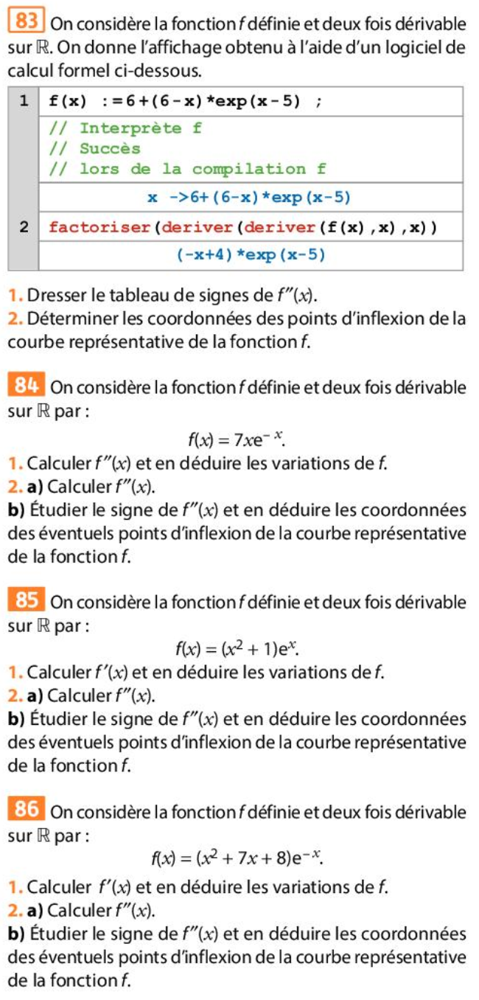 83 On considère la fonction f définie et deux fois dérivable
sur ℝ. On donne l'affichage obtenu à l'aide d'un logiciel de
calcul formel ci-dessous.
1 f(x) :=6+(6-x)*exp(x-5) ;
// Interprète f
// Succès
// lors de la compilation f
x ->6+(6-x)*exp(x-5)
2 factoriser(deriver(deriver(f(x),x),x))
(-x+4)*exp(x-5)
1. Dresser le tableau de signes de f″(x).
2. Déterminer les coordonnées des points d'inflexion de la
courbe représentative de la fonction f.
84 On considère la fonction f définie et deux fois dérivable
sur ℝ par :
f(x) = 7xe⁻ ˣ.
1. Calculer f″(x) et en déduire les variations de f.
2. a) Calculer f″(x).
b) Étudier le signe de f″(x) et en déduire les coordonnées
des éventuels points d'inflexion de la courbe représentative
de la fonction f.
85 On considère la fonction f définie et deux fois dérivable
sur ℝ par :
f(x) = (x² + 1)eˣ.
1. Calculer f′(x) et en déduire les variations de f.
2. a) Calculer f″(x).
b) Étudier le signe de f″(x) et en déduire les coordonnées
des éventuels points d'inflexion de la courbe représentative
de la fonction f.
86 On considère la fonction f définie et deux fois dérivable
sur ℝ par :
f(x) = (x² + 7x + 8)e⁻ˣ.
1. Calculer f′(x) et en déduire les variations de f.
2. a) Calculer f″(x).
b) Étudier le signe de f″(x) et en déduire les coordonnées
des éventuels points d'inflexion de la courbe représentative
de la fonction f.